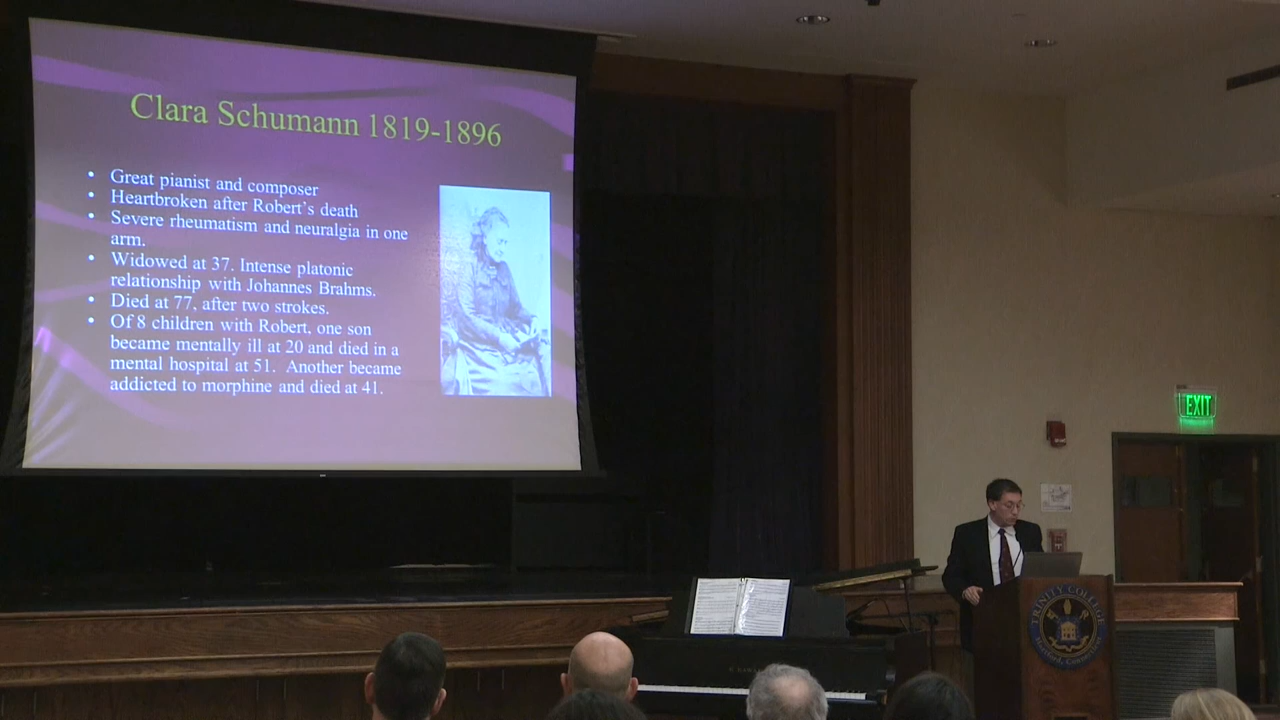 Clara Schumann 1819-1896
• Great pianist and composer
• Heartbroken after Robert's death
• Severe rheumatism and neuralgia in one
arm.
• Widowed at 37. Intense platonic
relationship with Johannes Brahms.
• Died at 77, after two strokes.
• Of 8 children with Robert, one son
became mentally ill at 20 and died in a
mental hospital at 51. Another became
addicted to morphine and died at 41.
EXIT
TRINITY COLLEGE
Hartford, Connecticut